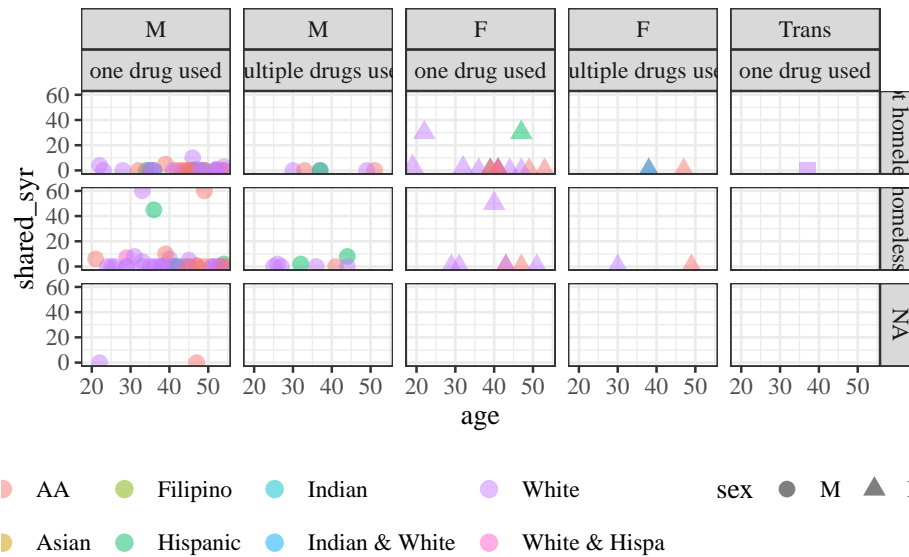 M M F F Trans
one drug used ultiple drugs use one drug used ultiple drugs use one drug used
60
40
20
0
t homele
60
40
20
0
homeless
60
40
20
0
NA
shared_syr
20 30 40 50 20 30 40 50 20 30 40 50 20 30 40 50 20 30 40 50
age
AA Filipino Indian White sex M
Asian Hispanic Indian & White White & Hispa